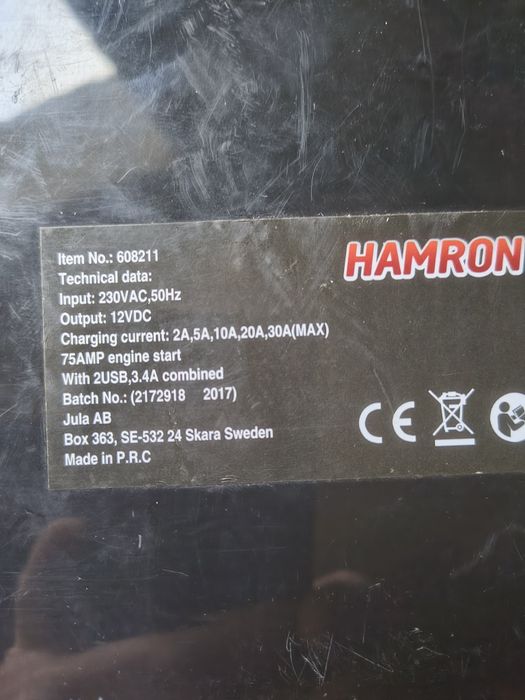 HAMRON
Item No.: 608211
Technical data:
Input: 230VAC,50Hz
Output: 12VDC
Charging current: 2A,5A,10A,20A,30A(MAX)
75AMP engine start
With 2USB,3.4A combined
Batch No.: (2172918 2017)
Jula AB
Box 363, SE-532 24 Skara Sweden
Made in P.R.C
CE